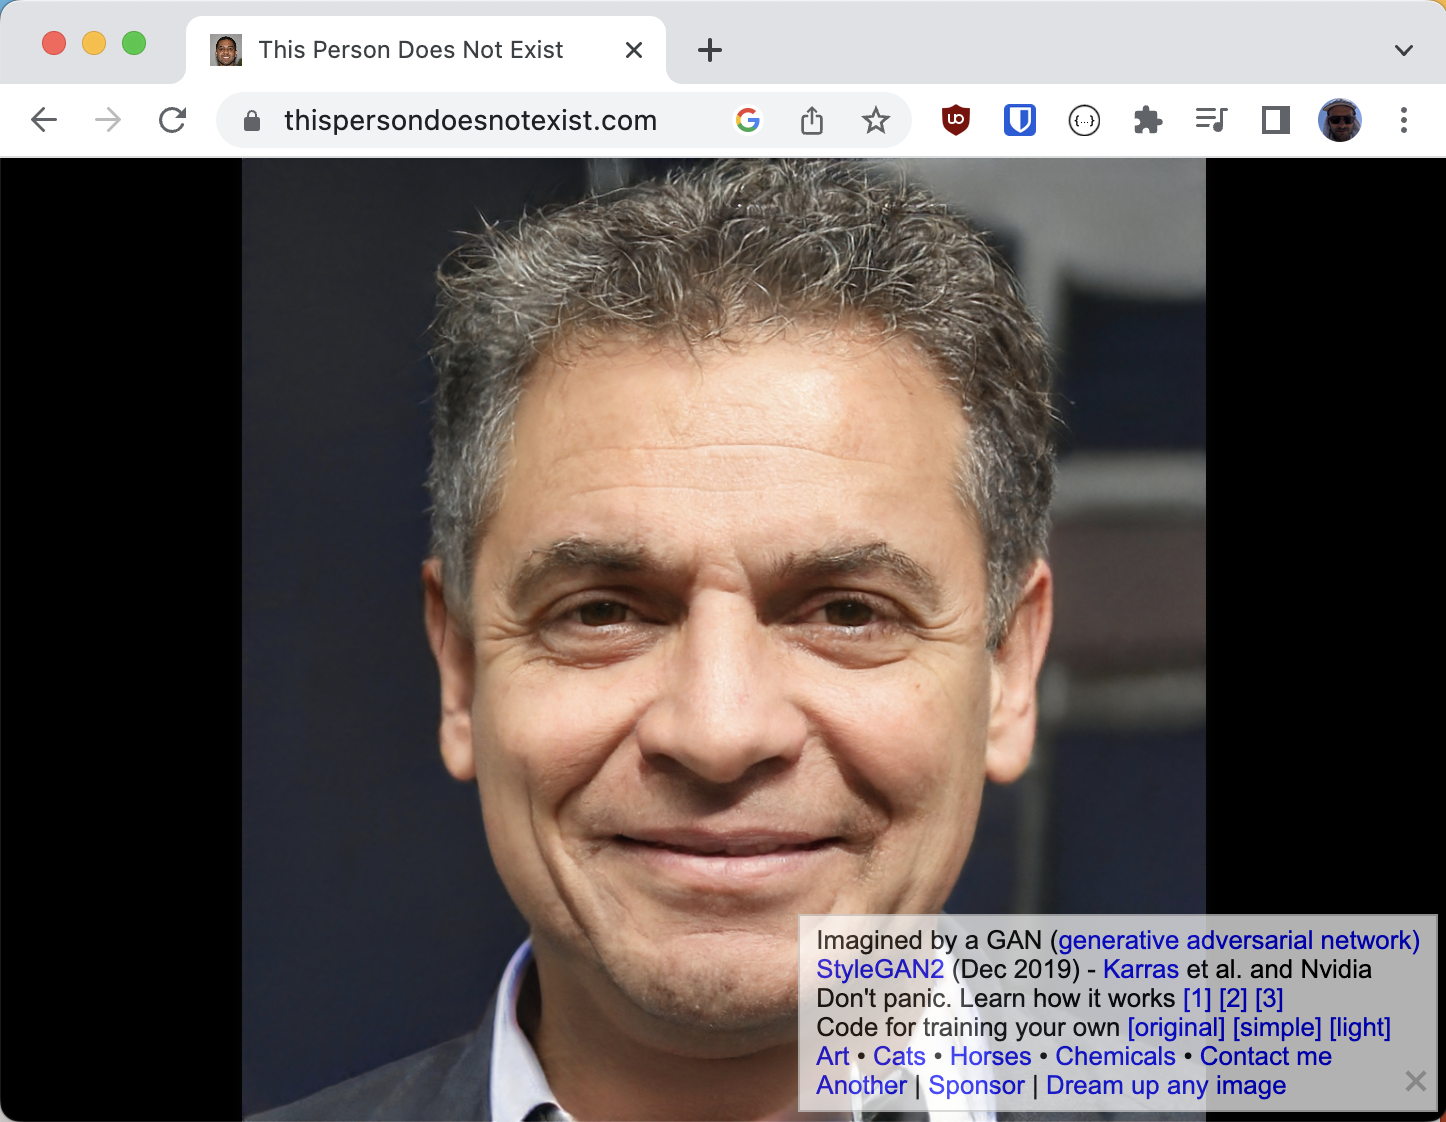 This Person Does Not Exist
thispersondoesnotexist.com
Imagined by a GAN (generative adversarial network)
StyleGAN2 (Dec 2019) - Karras et al. and Nvidia
Don't panic. Learn how it works [1] [2] [3]
Code for training your own [original] [simple] [light]
Art • Cats • Horses • Chemicals • Contact me
Another | Sponsor | Dream up any image